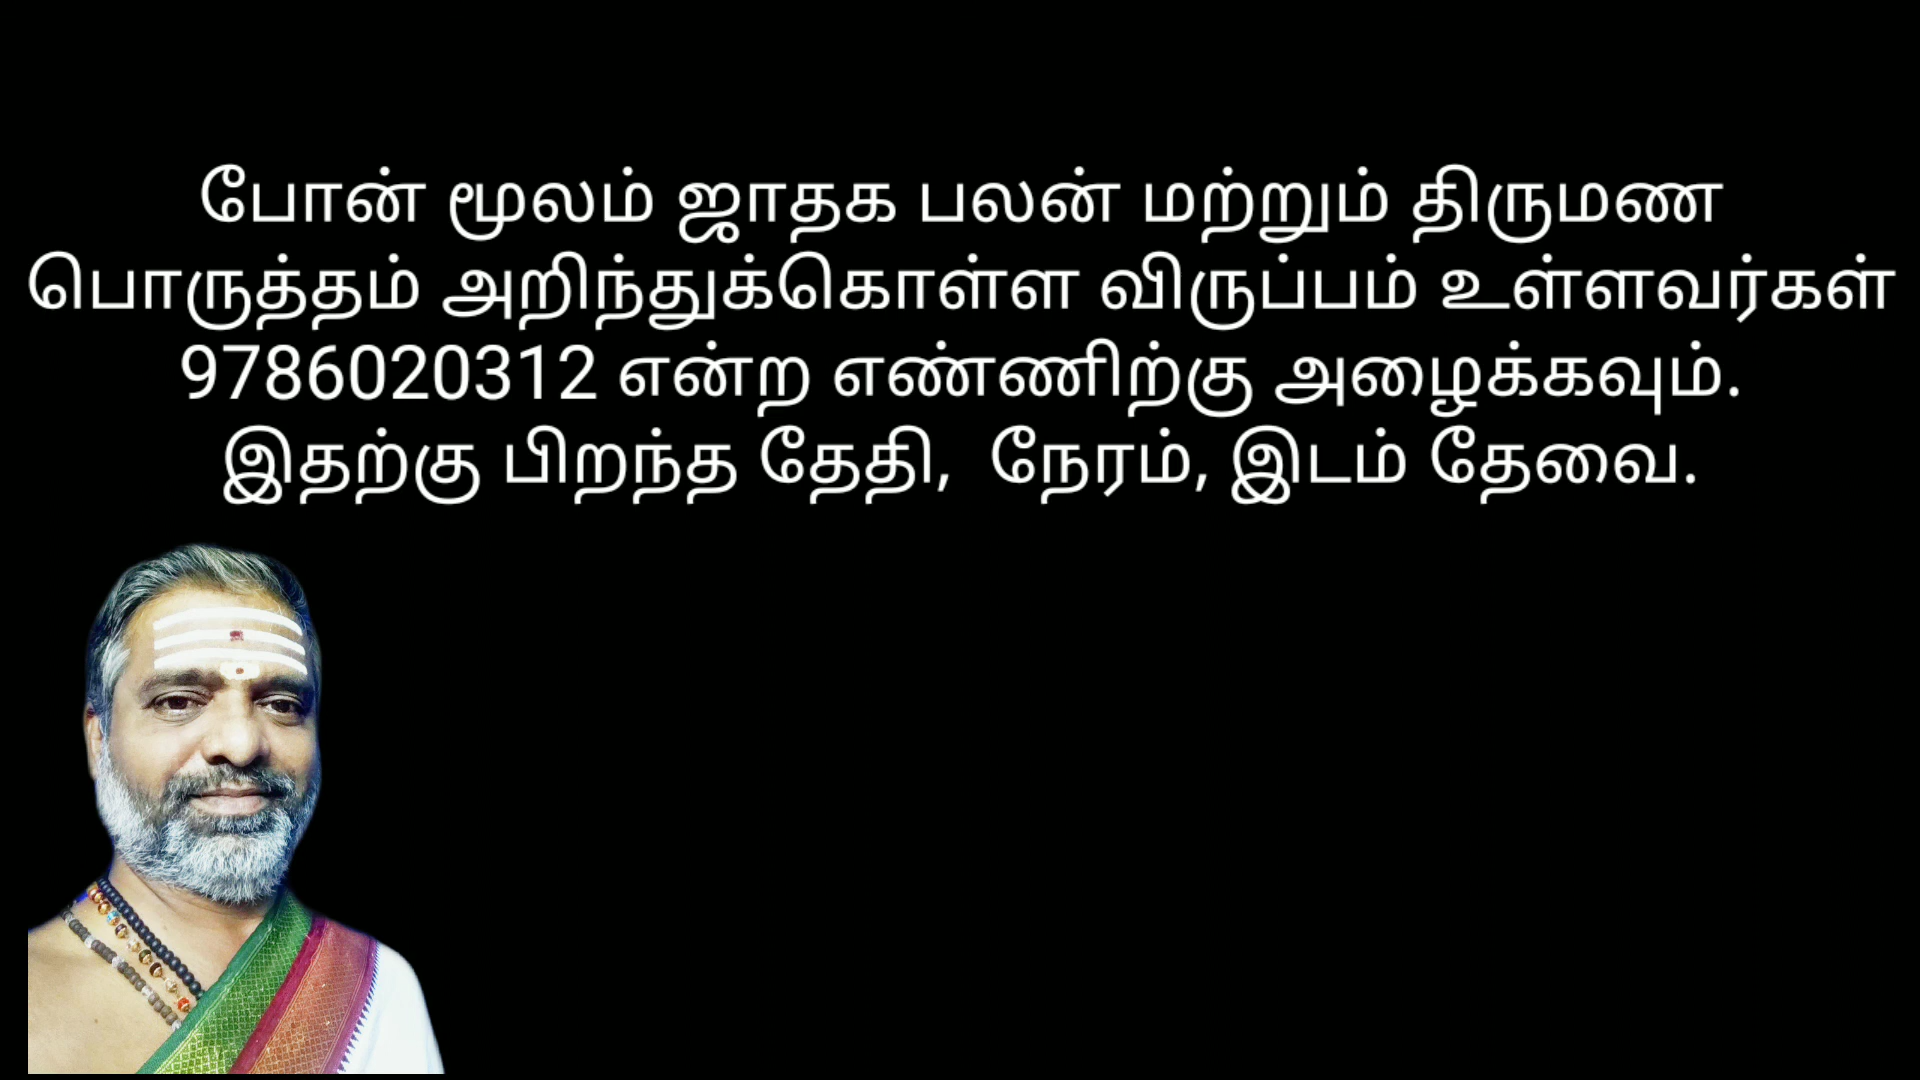 போன் மூலம் ஜாதக பலன் மற்றும் திருமண
பொருத்தம் அறிந்துக்கொள்ள விருப்பம் உள்ளவர்கள்
9786020312 என்ற எண்ணிற்கு அழைக்கவும்.
இதற்கு பிறந்த தேதி,  நேரம், இடம் தேவை.